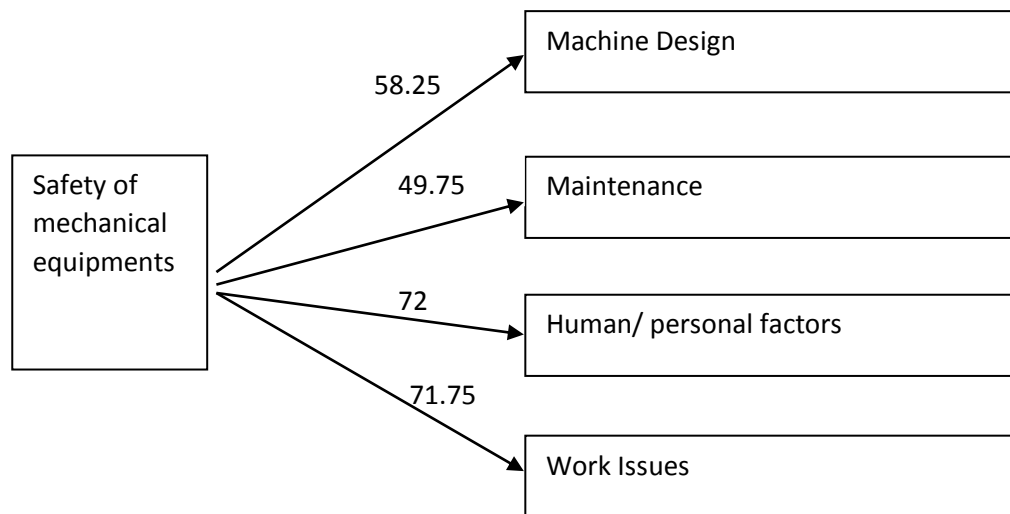 Machine Design
58.25
Safety of
mechanical
equipments
49.75
Maintenance
72
Human/ personal factors
71.75
Work Issues